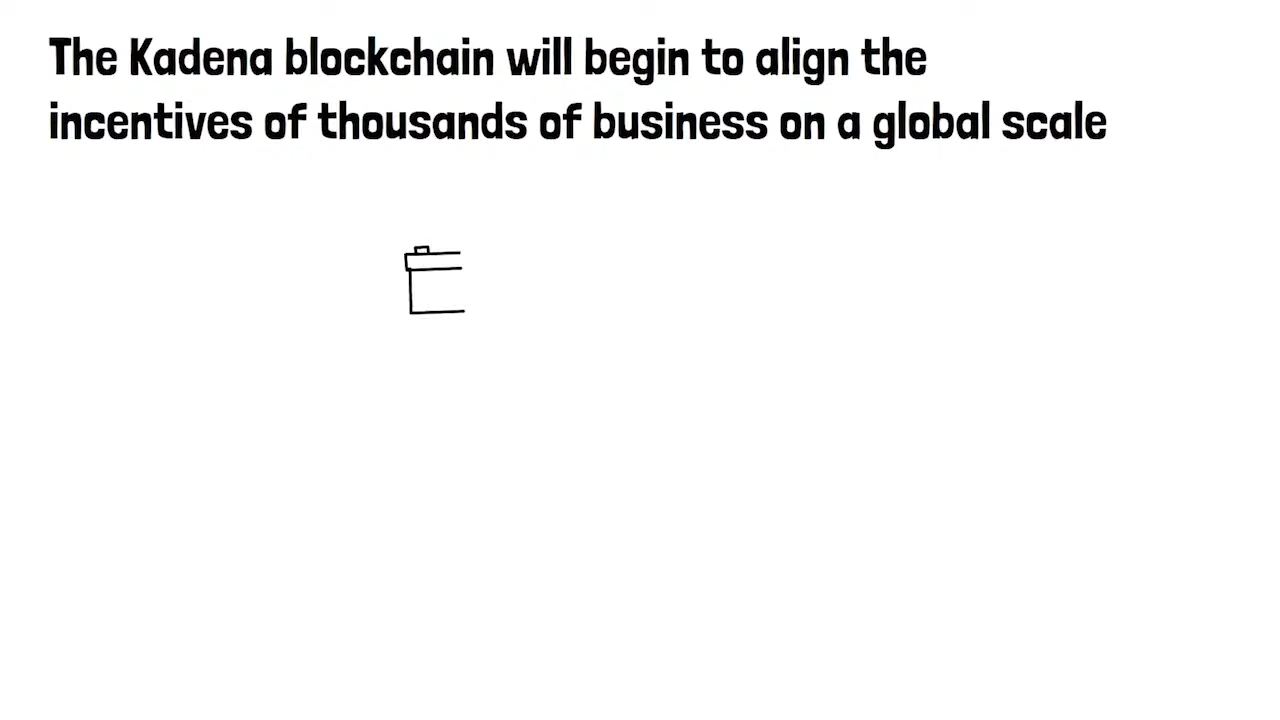 The Kadena blockchain will begin to align the
incentives of thousands of business on a global scale